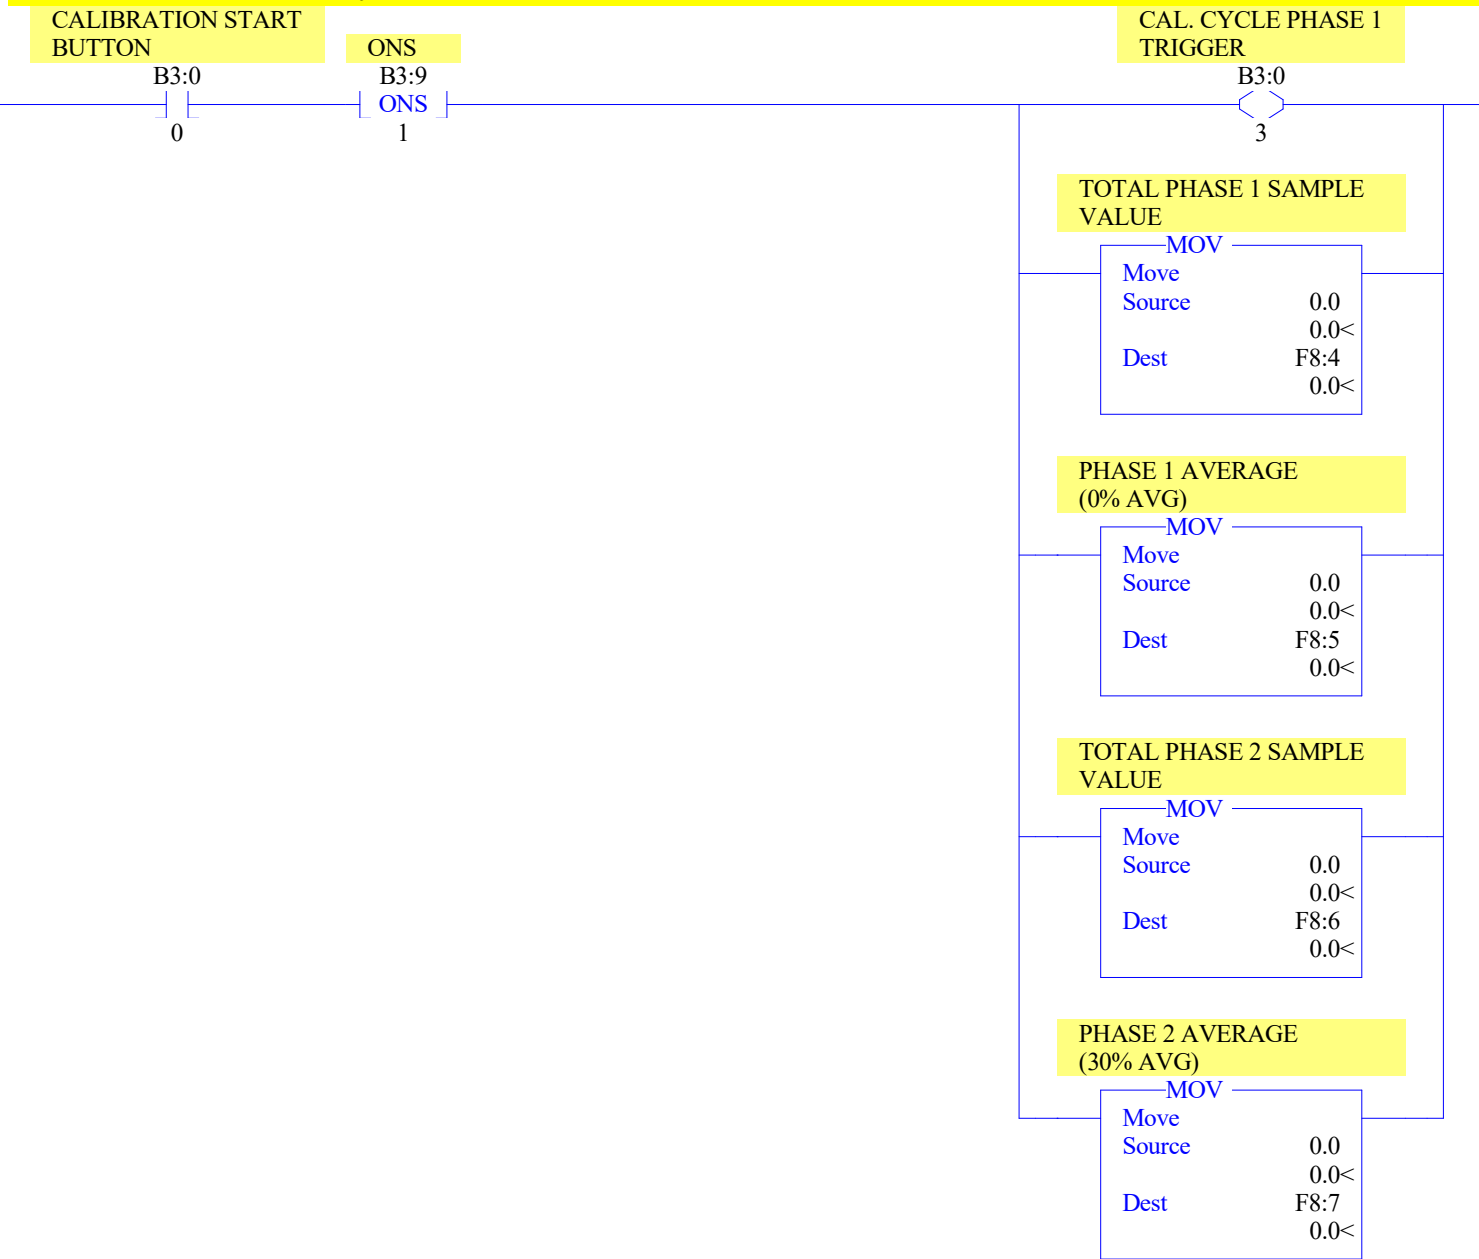 CALIBRATION START
BUTTON
B3:0
0
ONS
B3:9
ONS
1
CAL. CYCLE PHASE 1
TRIGGER
B3:0
3
TOTAL PHASE 1 SAMPLE
VALUE
MOV
Move
Source 0.0
0.0<
Dest F8:4
0.0<
PHASE 1 AVERAGE
(0% AVG)
MOV
Move
Source 0.0
0.0<
Dest F8:5
0.0<
TOTAL PHASE 2 SAMPLE
VALUE
MOV
Move
Source 0.0
0.0<
Dest F8:6
0.0<
PHASE 2 AVERAGE
(30% AVG)
MOV
Move
Source 0.0
0.0<
Dest F8:7
0.0<